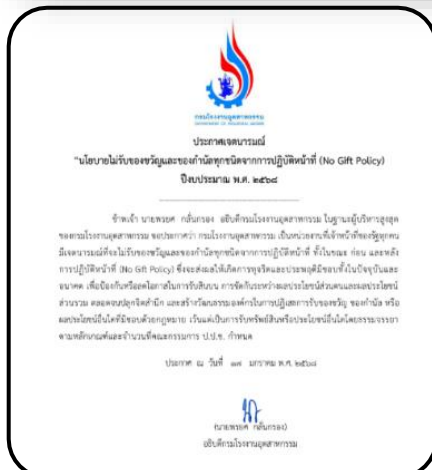 กรมโรงงานอุตสาหกรรม
DEPARTMENT OF INDUSTRIAL WORKS
ประกาศเจตนารมณ์
"นโยบายไม่รับของขวัญและของกำนัลทุกชนิดจากการปฏิบัติหน้าที่ (No Gift Policy)
ปีงบประมาณ พ.ศ. ๒๕๖๘
ข้าพเจ้า นายพรยศ กลั่นกรอง อธิบดีกรมโรงงานอุตสาหกรรม ในฐานะผู้บริหารสูงสุด
ของกรมโรงงานอุตสาหกรรม ขอประกาศว่า กรมโรงงานอุตสาหกรรม เป็นหน่วยงานที่เจ้าหน้าที่ของรัฐทุกคน
มีเจตนารมณ์ที่จะไม่รับของขวัญและของกำนัลทุกชนิดจากการปฏิบัติหน้าที่ ทั้งในขณะ ก่อน และหลัง
การปฏิบัติหน้าที่ (No Gift Policy) ซึ่งจะส่งผลให้เกิดการทุจริตและประพฤติมิชอบทั้งในปัจจุบันและ
อนาคต เพื่อป้องกันหรือลดโอกาสในการรับสินบน การขัดกันระหว่างผลประโยชน์ส่วนตนและผลประโยชน์
ส่วนรวม ตลอดจนปลุกจิตสำนึก และสร้างวัฒนธรรมองค์กรในการปฏิเสธการรับของขวัญ ของกำนัล หรือ
ผลประโยชน์อื่นใดที่มิชอบด้วยกฎหมาย เว้นแต่เป็นการรับทรัพย์สินหรือประโยชน์อื่นใดโดยธรรมจรรยา
ตามหลักเกณฑ์และจำนวนที่คณะกรรมการ ป.ป.ช. กำหนด
ประกาศ ณ วันที่ ๑๗ มกราคม พ.ศ. ๒๕๖๘
(นายพรยศ กลั่นกรอง)
อธิบดีกรมโรงงานอุตสาหกรรม